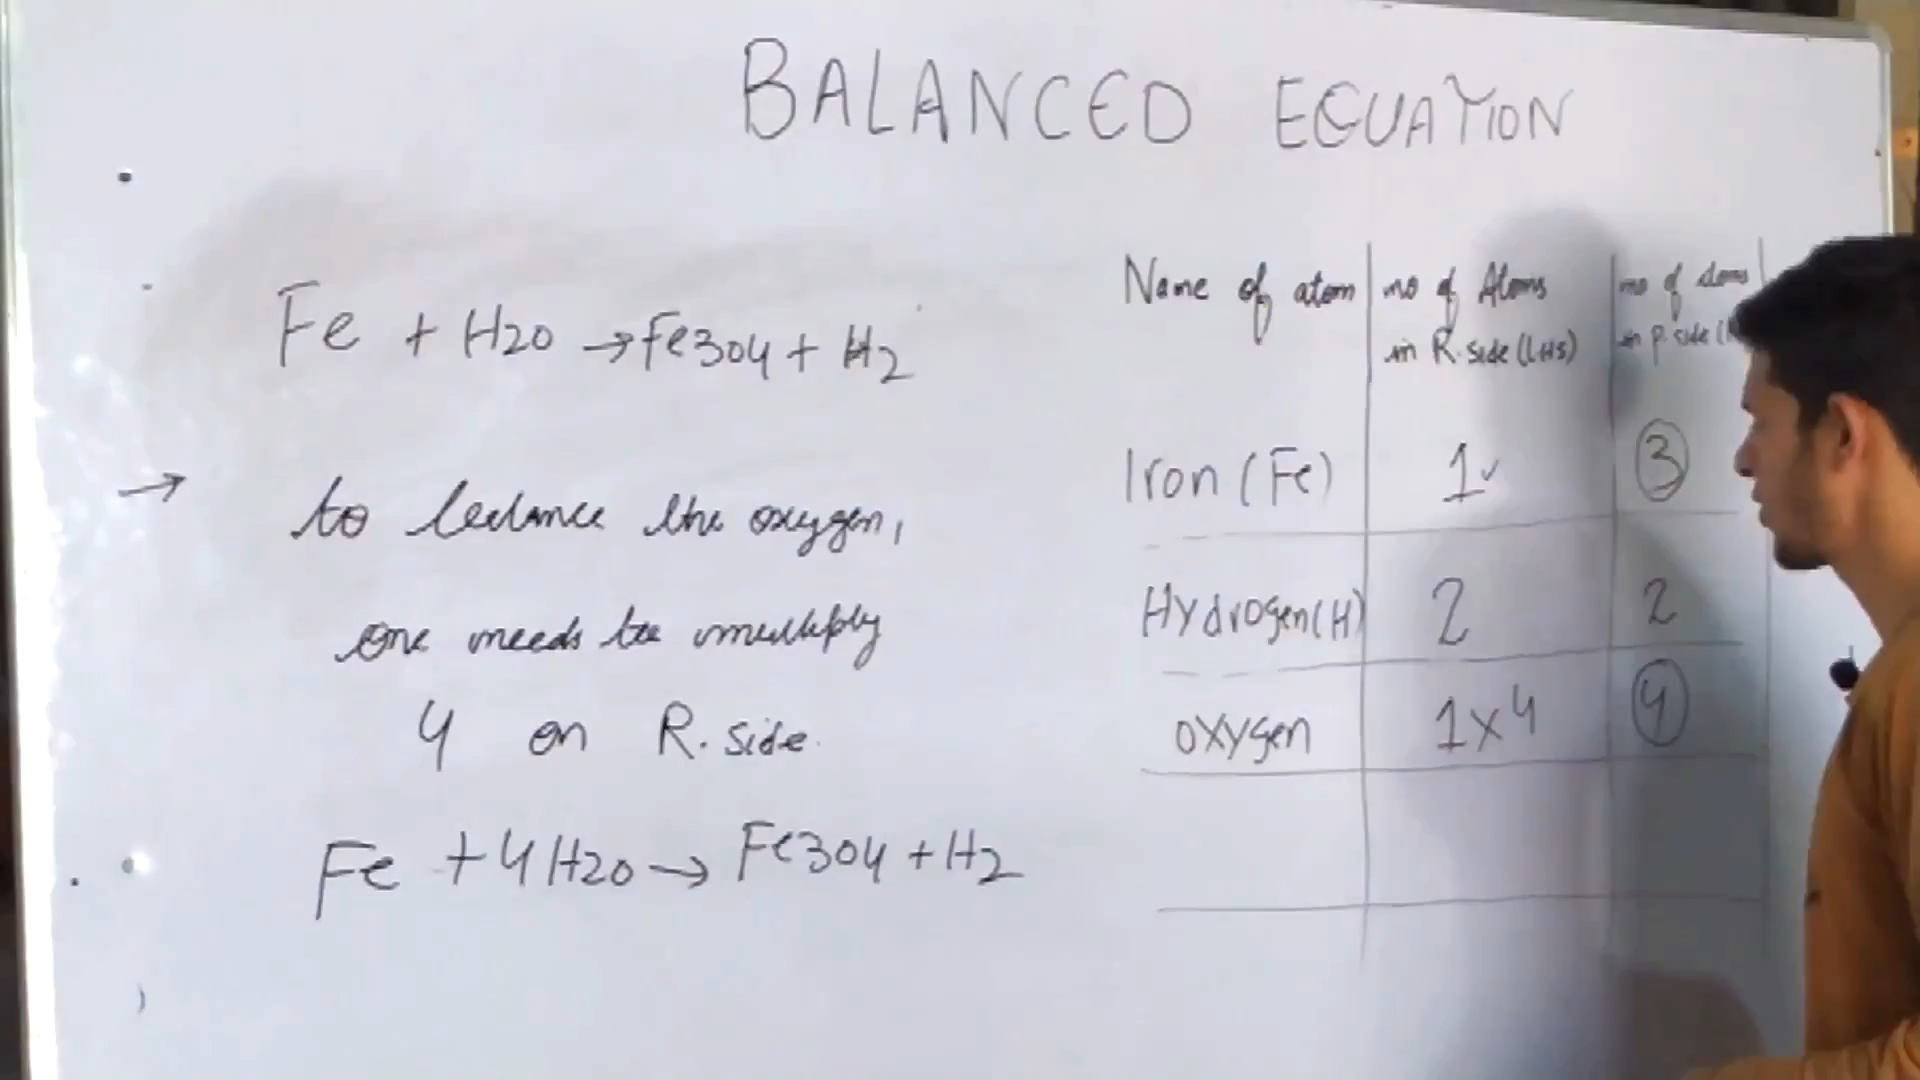 BALANCED EQUATION
Fe + H2O → Fe3O4 + H2
→ to balance the oxygen,
one needs to multiply
4 on R. side.
Fe + 4H2O → Fe3O4 + H2
Name of atom | no of Atoms in R. side (LHS) | no of atoms in P. side (
Iron (Fe) | 1✓ | 3
Hydrogen(H) | 2 | 2
oxygen | 1x4 | 4